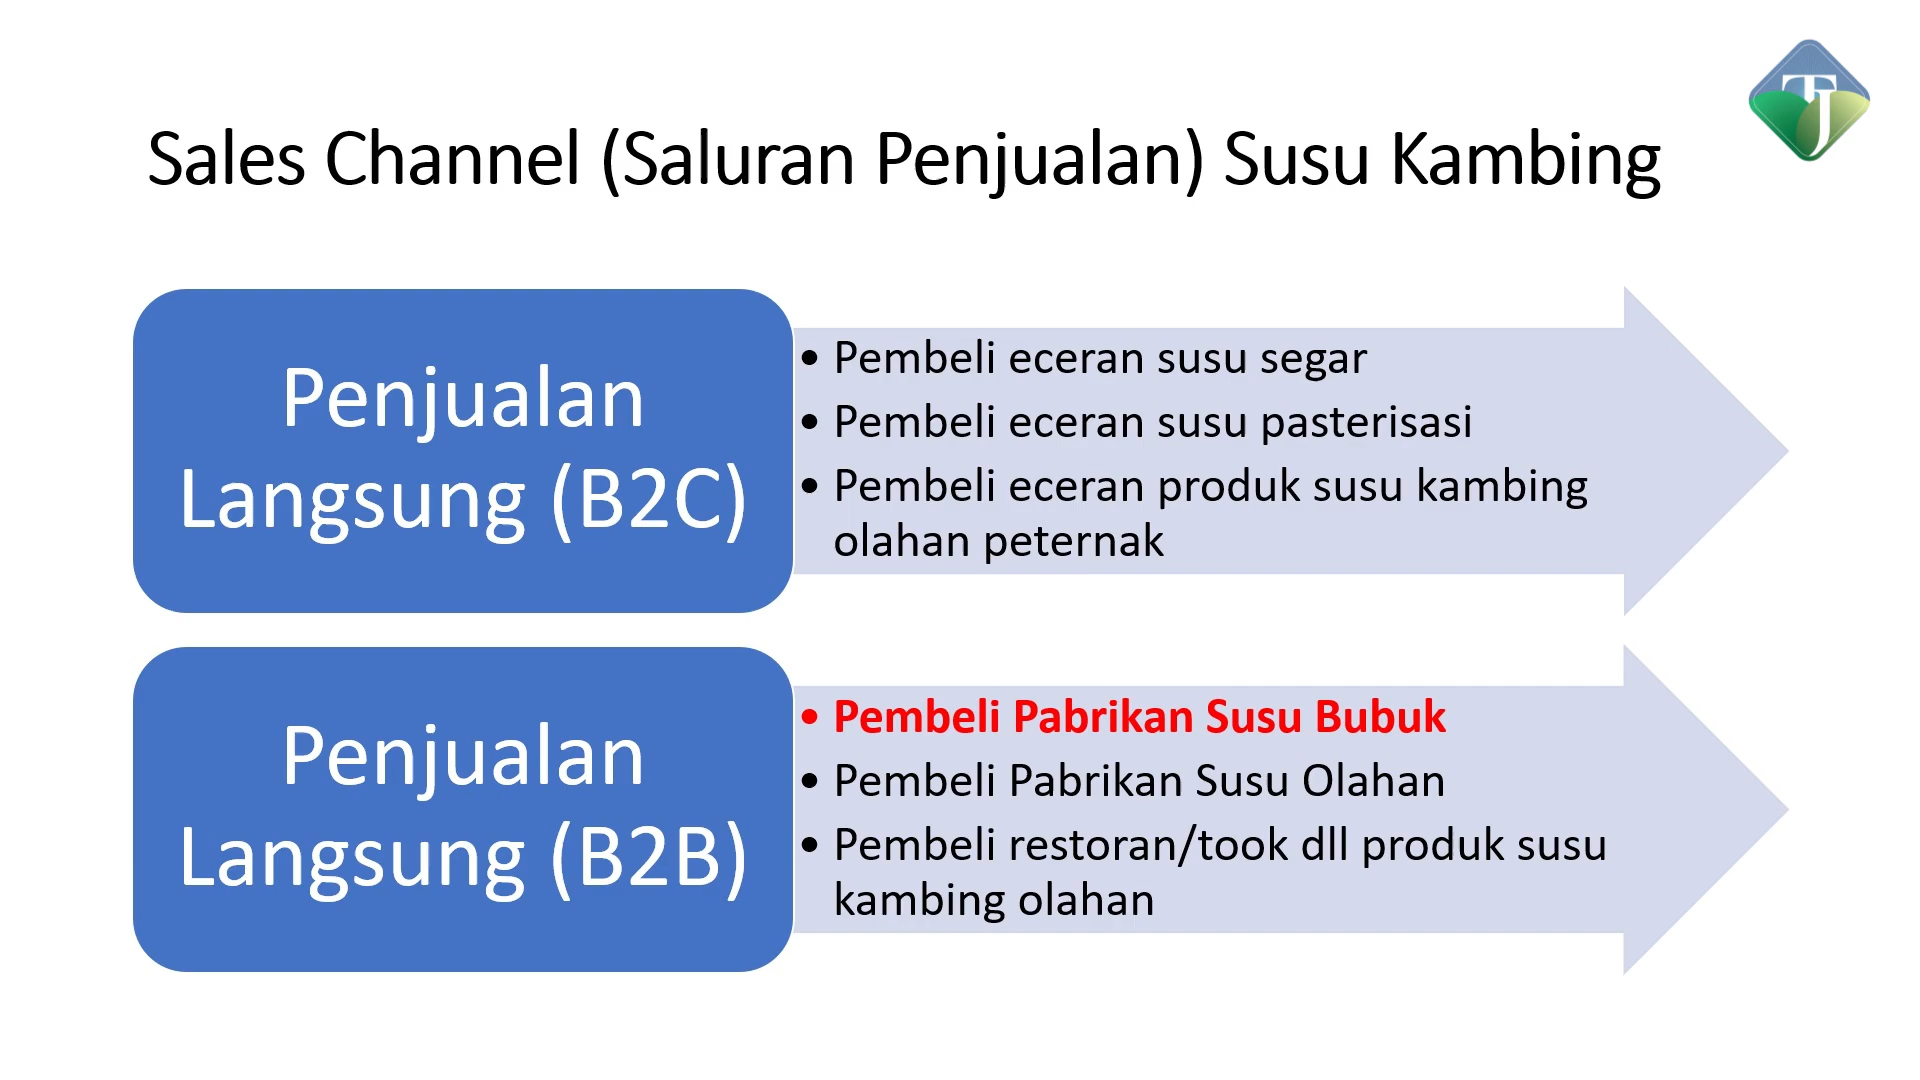 TJ
Sales Channel (Saluran Penjualan) Susu Kambing
Penjualan
Langsung (B2C)
• Pembeli eceran susu segar
• Pembeli eceran susu pasterisasi
• Pembeli eceran produk susu kambing
olahan peternak
Penjualan
Langsung (B2B)
• Pembeli Pabrikan Susu Bubuk
• Pembeli Pabrikan Susu Olahan
• Pembeli restoran/took dll produk susu
kambing olahan